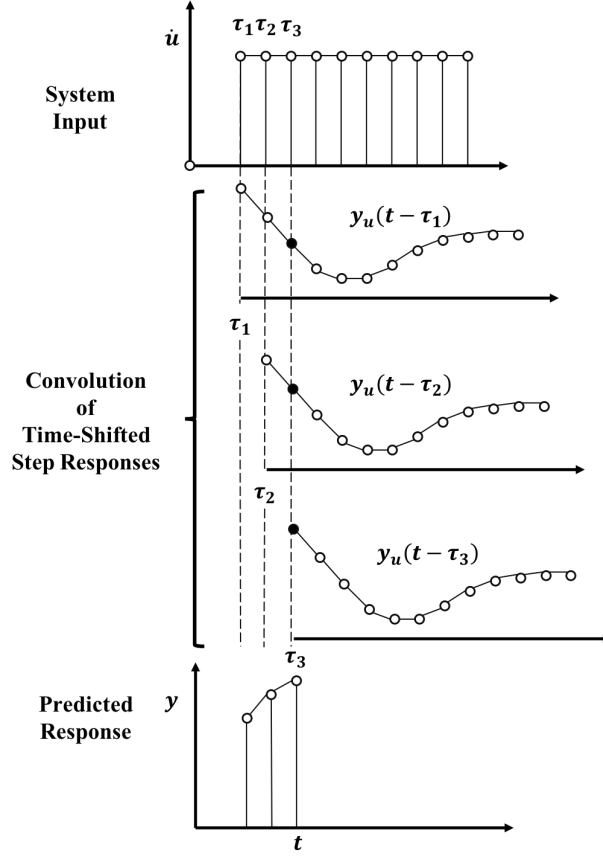 τ₁τ₂τ₃
u̇
System
Input
y_u(t − τ₁)
τ₁
Convolution
of
Time-Shifted
Step Responses
y_u(t − τ₂)
τ₂
y_u(t − τ₃)
τ₃
y
Predicted
Response
t